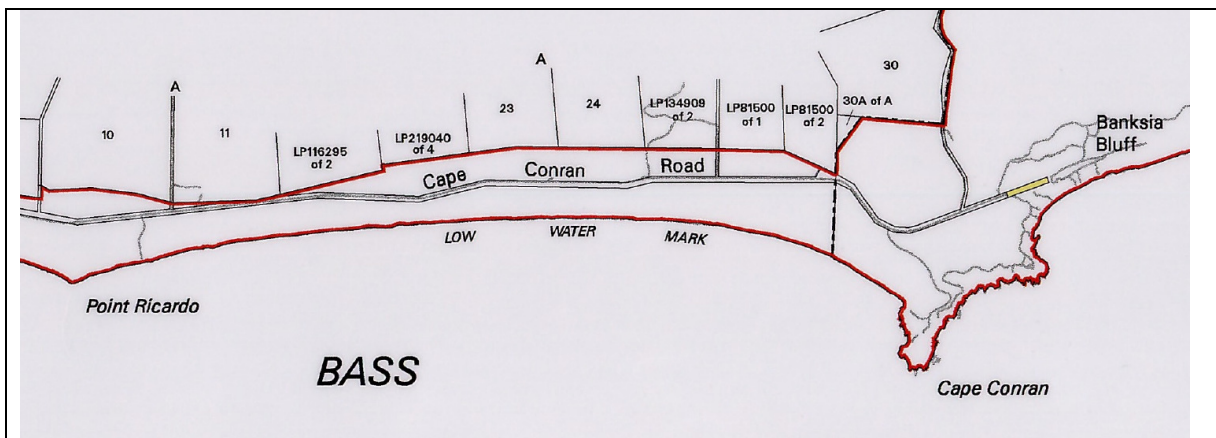 30
A
A
10
11
23
24
LP134909
of 2
LP81500
of 1
LP81500
of 2
30A of A
LP116295
of 2
LP219040
of 4
Banksia
Bluff
Cape Conran Road
LOW WATER MARK
Point Ricardo
BASS
Cape Conran